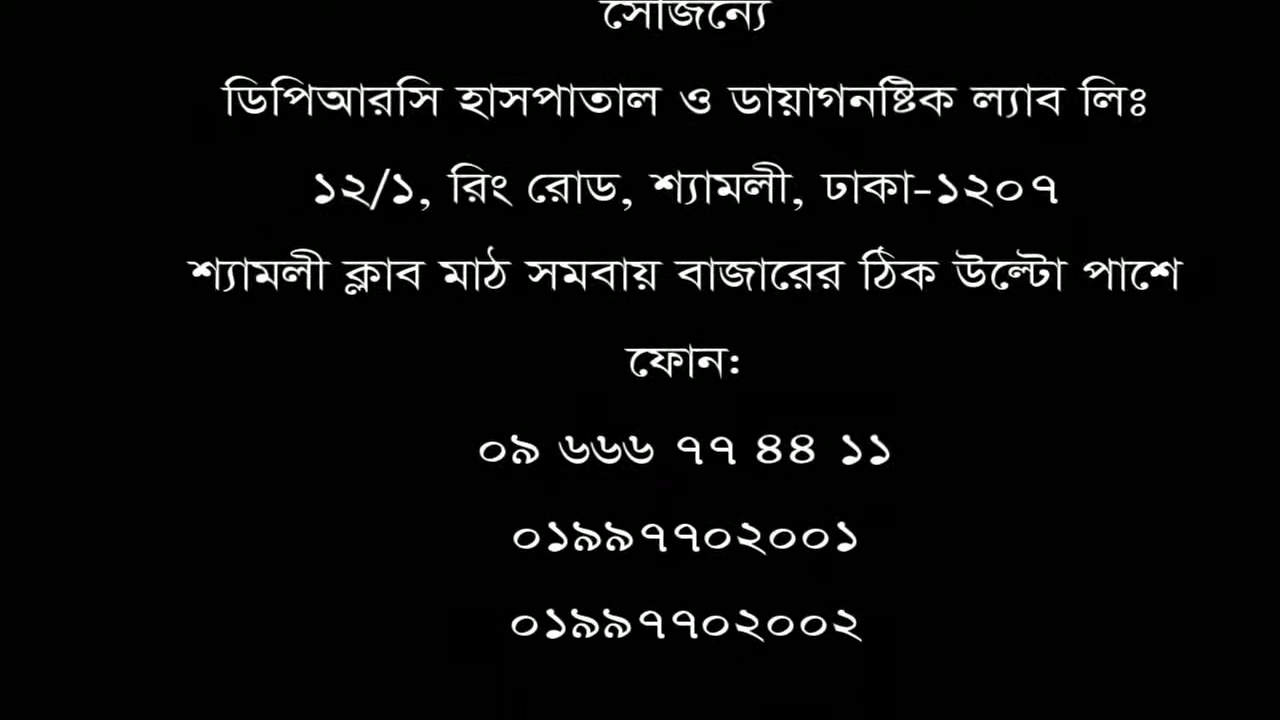 সৌজন্যে
ডিপিআরসি হাসপাতাল ও ডায়াগনষ্টিক ল্যাব লিঃ
১২/১, রিং রোড, শ্যামলী, ঢাকা-১২০৭
শ্যামলী ক্লাব মাঠ সমবায় বাজারের ঠিক উল্টো পাশে
ফোন:
০৯ ৬৬৬ ৭৭ ৪৪ ১১
০১৯৯৭৭০২০০১
০১৯৯৭৭০২০০২